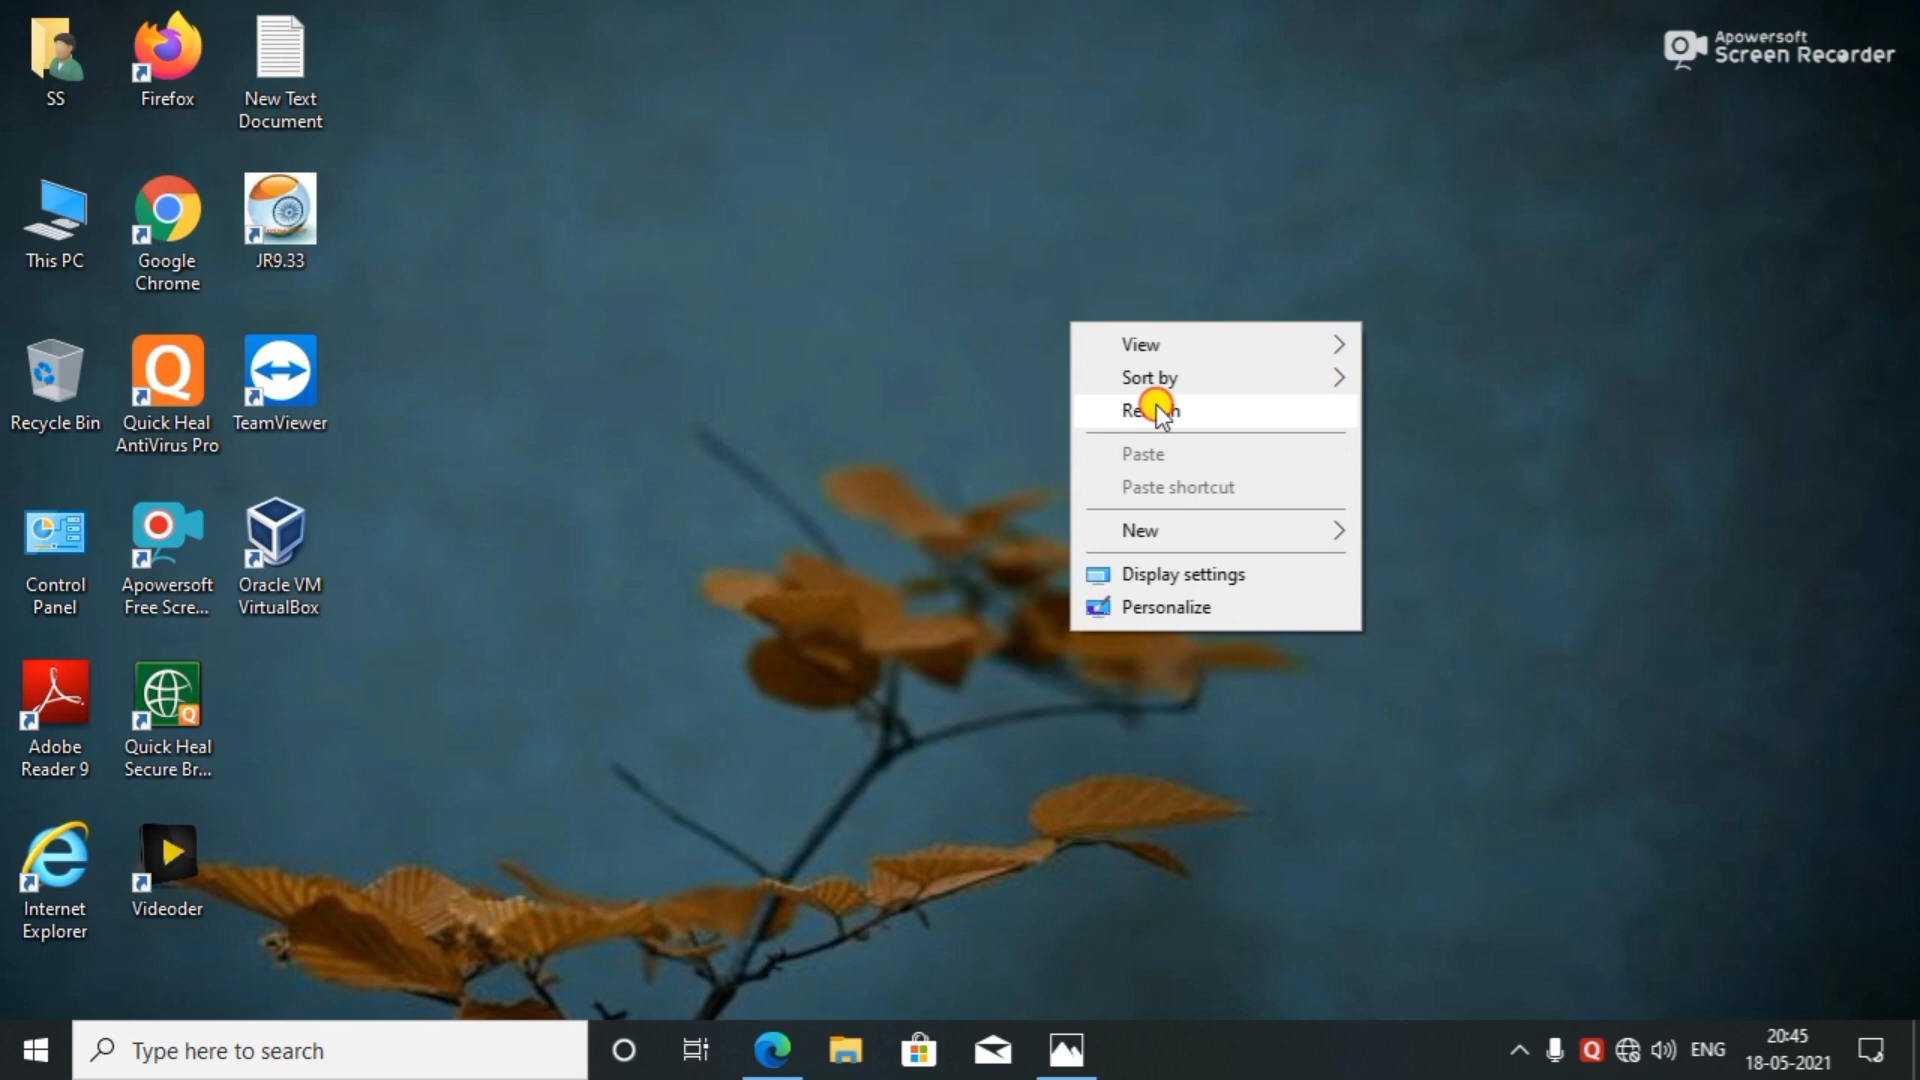 SS
Firefox
New Text
Document
Apowersoft
Screen Recorder
This PC
Google
Chrome
JR9.33
Recycle Bin
Quick Heal
AntiVirus Pro
TeamViewer
View
Sort by
Paste
Paste shortcut
New
Display settings
Personalize
Control
Panel
Apowersoft
Free Scre...
Oracle VM
VirtualBox
Adobe
Reader 9
Quick Heal
Secure Br...
Internet
Explorer
Videoder
Type here to search
ENG
20:45
18-05-2021